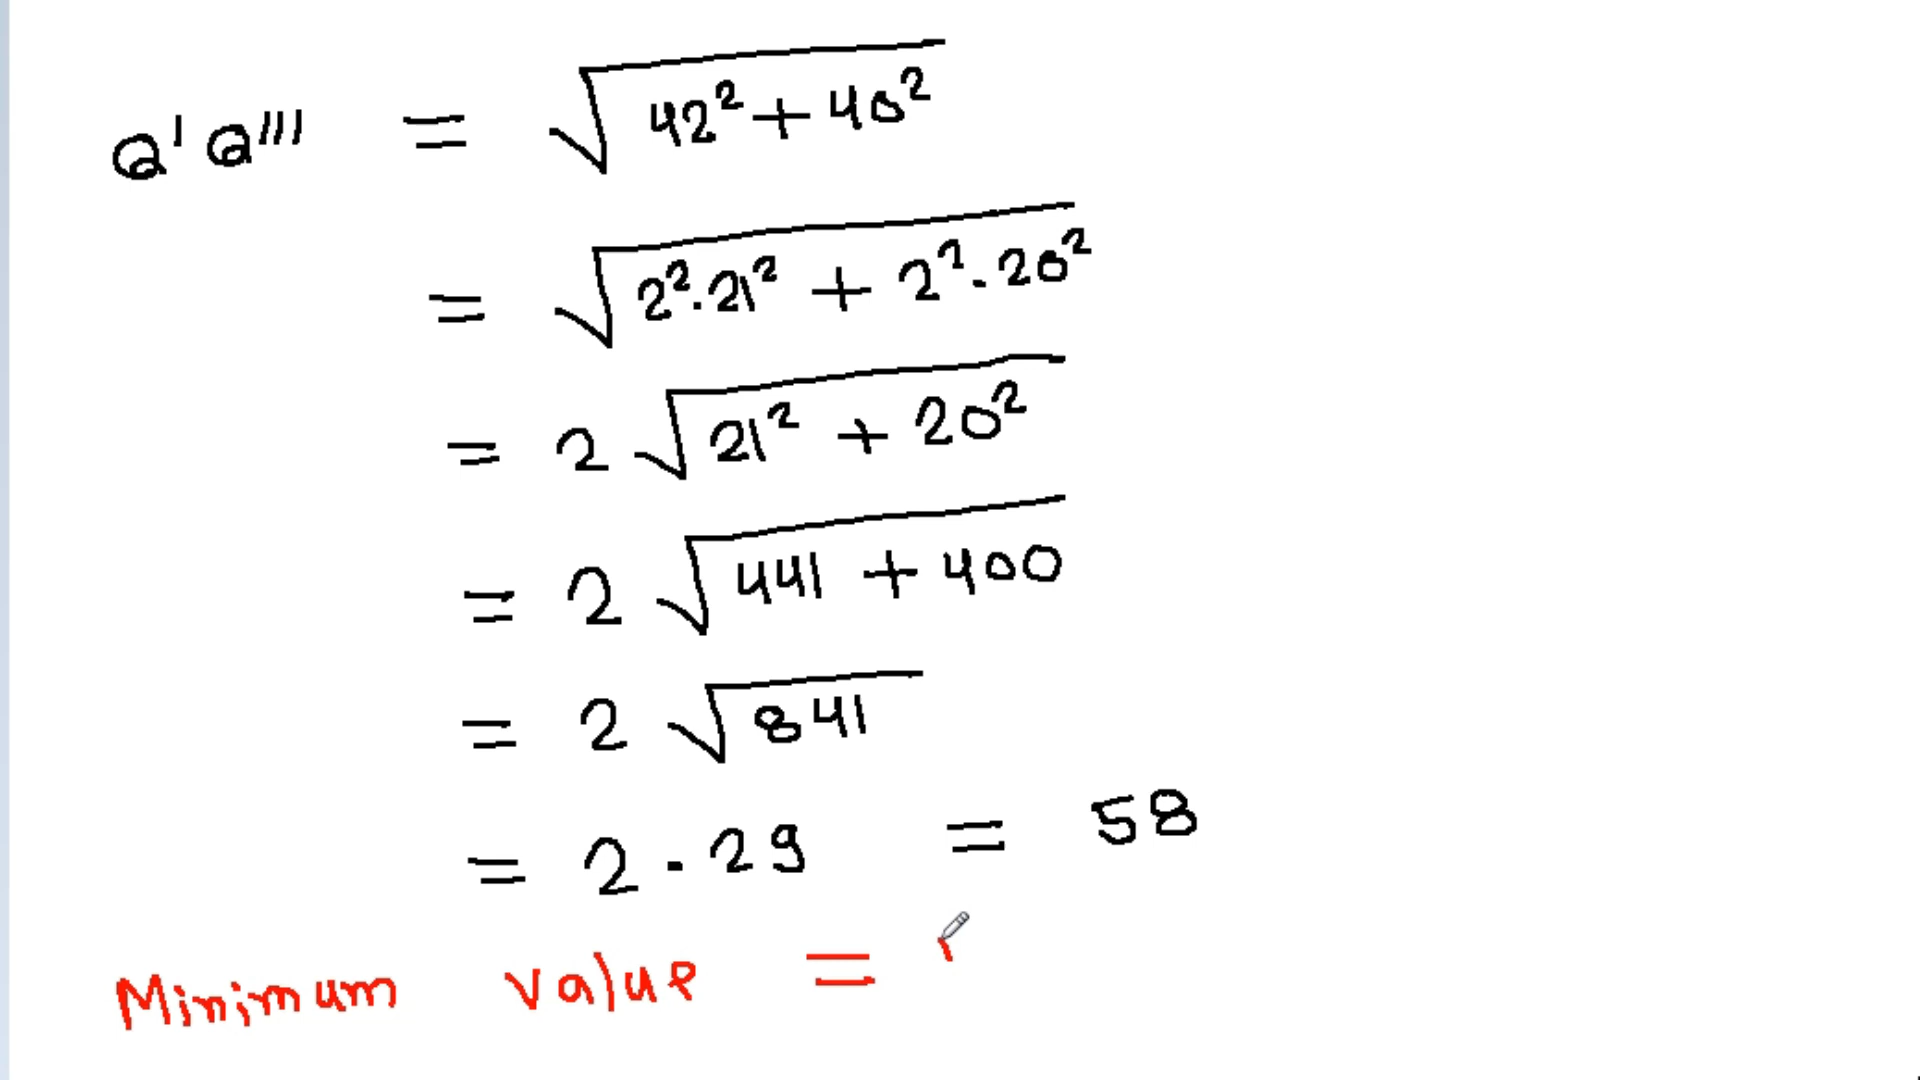 Q'Q''' = √(42² + 40²)
= √(2².21² + 2².20²)
= 2 √(21² + 20²)
= 2 √(441 + 400)
= 2 √841
= 2 . 29 = 58
Minimum value =